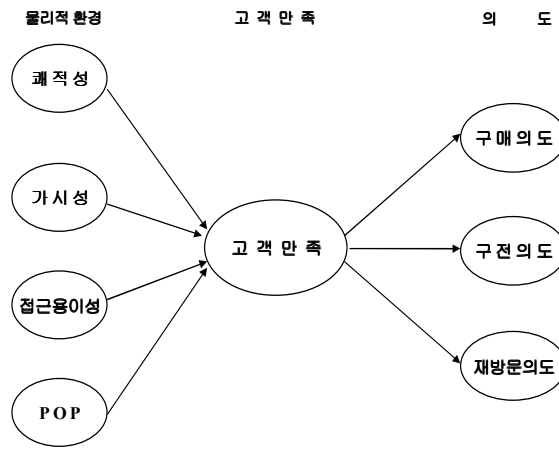 물리적 환경
고 객 만 족
의 도
쾌 적 성
가 시 성
접근용이성
P O P
고 객 만 족
구 매 의 도
구 전 의 도
재방문의도